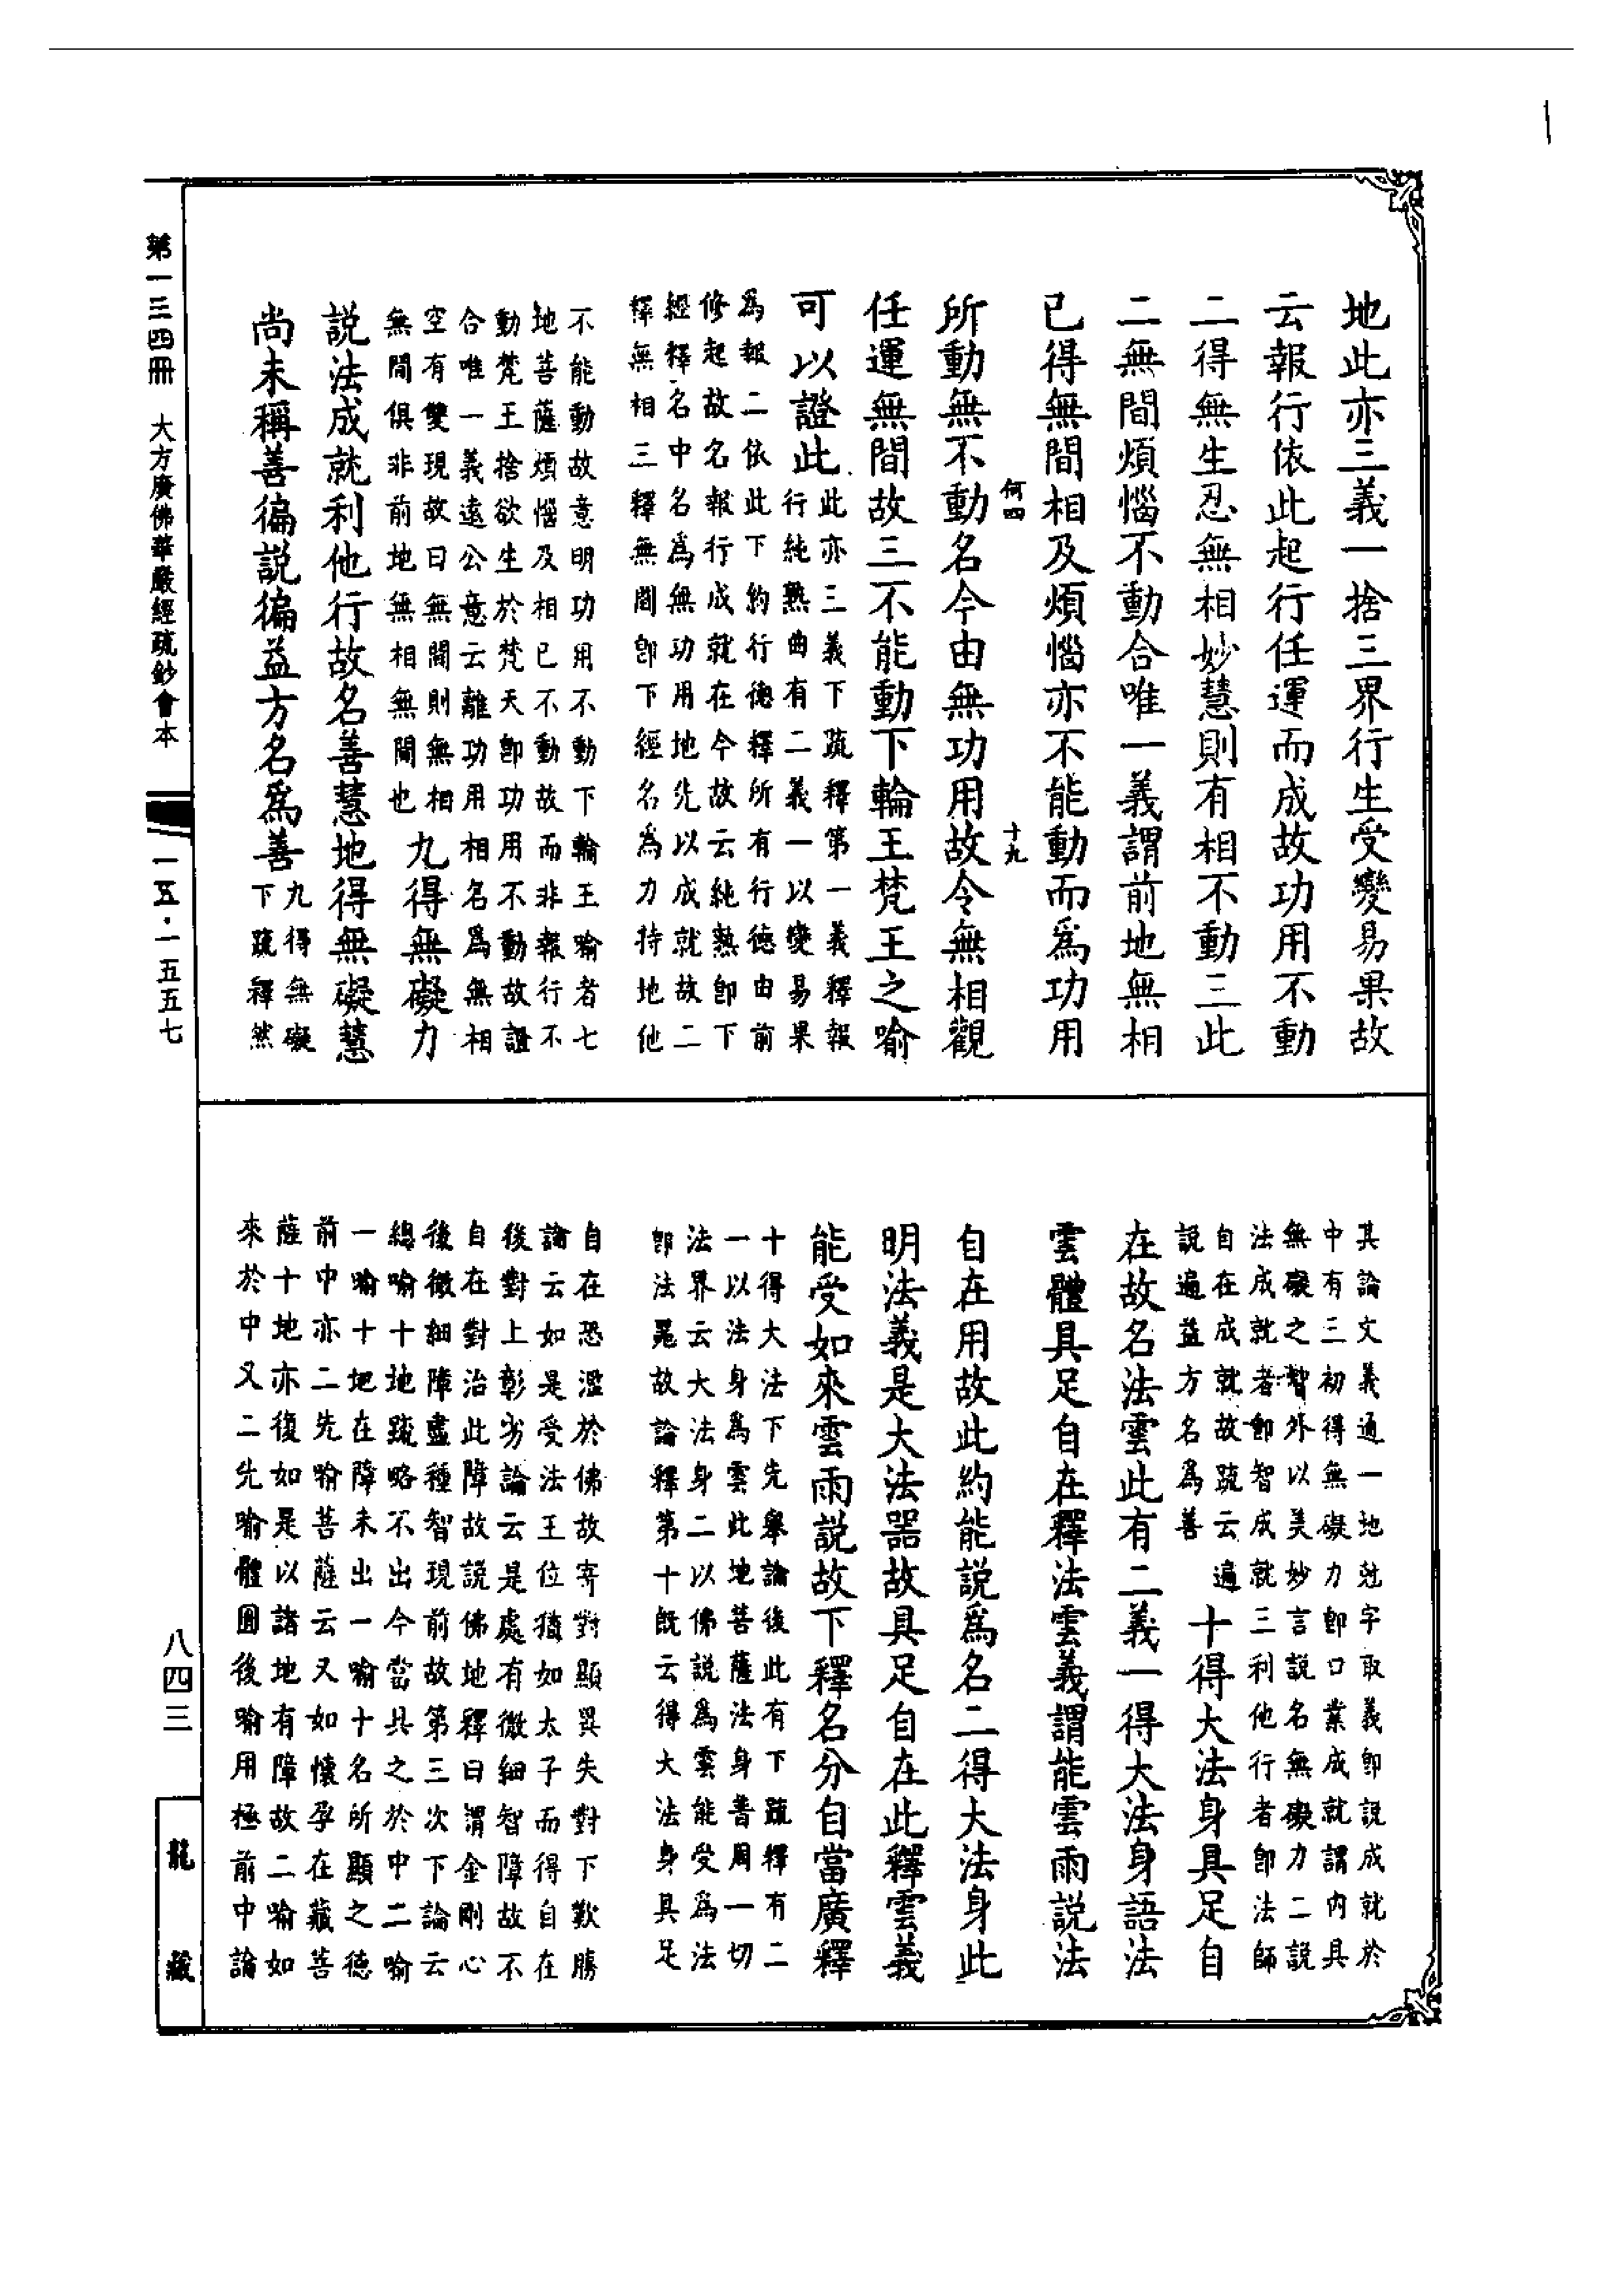 地此亦三義一捨三界行生受變易果故
云報行依此起行任運而成故功用不動
二得無生忍無相妙慧則有相不動三此
二無間煩惱不動合唯一義謂前地無相
已得無間相及煩惱亦不能動而爲功用
何四
十九
所動無不動名今由無功用故令無相觀
任運無間故三不能動下輪王梵王之喻
可以證此
此亦三義下疏釋第一義釋報
行純熟曲有二義一以變易果
爲報二依此下約行德釋所有行德由前
修起故名報行成就在今故云純熟即下
經釋名中名爲無功用地先以成就故二
釋無相三釋無間即下經名爲力持地他
不能動故意明功用不動下輪王喻者七
地菩薩煩惱及相已不動故而非報行不
動梵王捨欲生於梵天即功用不動故證
合唯一義遠公意云離功用相名爲無相
空有雙現故曰無間則無相
無間俱非前地無相無間也
九得無礙力
説法成就利他行故名善慧地得無礙慧
尚未稱善徧説徧益方名爲善
九得無礙
下疏釋然
其論文義通一地兙字取義即説成就於
中有三初得無礙力即口業成就謂内具
無礙之智外以美妙言説名無礙力二説
法成就者即智成就三利他行者即法師
自在成就故疏云遍
説遍益方名爲善
十得大法身具足自
在故名法雲此有二義一得大法身語法
雲體具足自在釋法雲義謂能雲雨説法
自在用故此約能説爲名二得大法身此
明法義是大法器故具足自在此釋雲義
能受如來雲雨説故下釋名分自當廣釋
十得大法下先舉論後此有下疏釋有二
一以法身爲雲此地菩薩法身普周一切
法界云大法身二以佛説爲雲能受爲法
即法罷故論釋第十既云得大法身具足
自在恐濫於佛故寄對顯異失對下歎勝
論云如是受法王位猶如太子而得自在
後對上彰劣論云是處有微細智障故不
自在對治此障故説佛地釋曰謂金剛心
後微細障盡種智現前故第三次下論云
總喻十地疏略不出今當具之於中二喻
一喻十地在障未出一喻十名所顯之德
前中亦二先喻菩薩云又如懷孕在藏菩
薩十地亦復如是以諸地有障故二喻如
來於中又二先喻體圓後喻用極前中論
第一三四冊　大方廣佛華嚴經疏鈔會本
一五·一五五七
八四三
龍藏